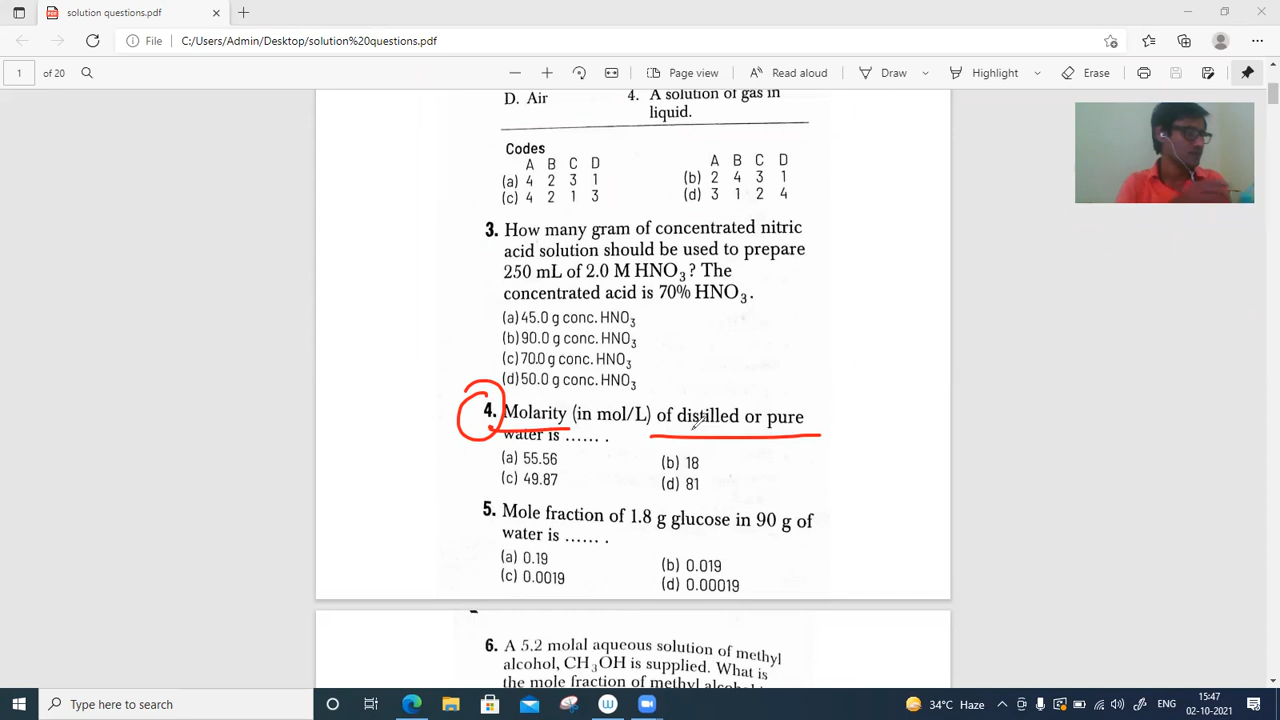 solution questions.pdf
File
C:/Users/Admin/Desktop/solution%20questions.pdf
1 of 20
Page view
Read aloud
Draw
Highlight
Erase
D. Air
4. A solution of gas in
liquid.
Codes
A B C D
(a) 4 2 3 1
(c) 4 2 1 3
A B C D
(b) 2 4 3 1
(d) 3 1 2 4
3. How many gram of concentrated nitric
acid solution should be used to prepare
250 mL of 2.0 M HNO3? The
concentrated acid is 70% HNO3.
(a) 45.0 g conc. HNO3
(b) 90.0 g conc. HNO3
(c) 70.0 g conc. HNO3
(d) 50.0 g conc. HNO3
4. Molarity (in mol/L) of distilled or pure
water is ...... .
(a) 55.56
(b) 18
(c) 49.87
(d) 81
5. Mole fraction of 1.8 g glucose in 90 g of
water is ...... .
(a) 0.19
(b) 0.019
(c) 0.0019
(d) 0.00019
6. A 5.2 molal aqueous solution of methyl
alcohol, CH3OH is supplied. What is
the mole fraction of methyl alcohol
Type here to search
34°C Haze
ENG
15:47
02-10-2021